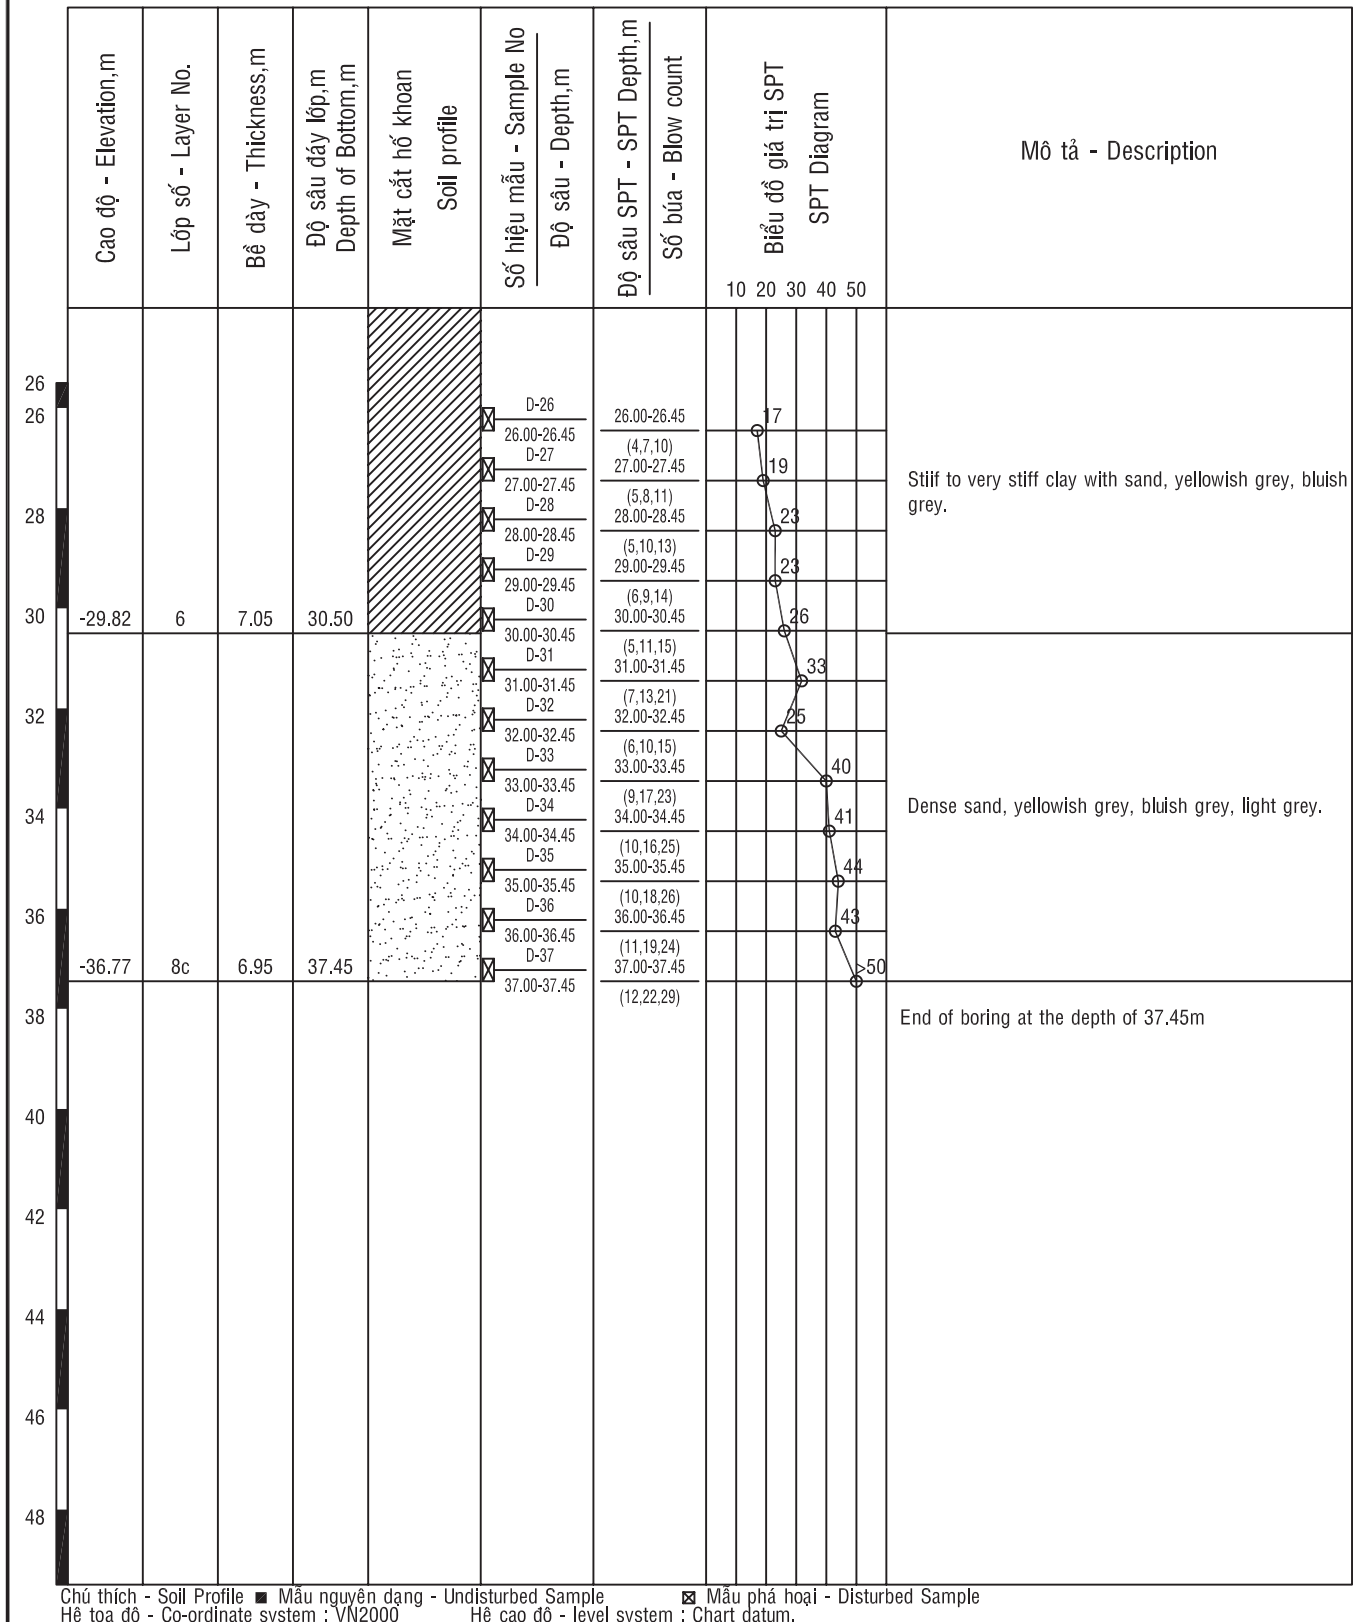 Cao độ - Elevation,m
Lớp số - Layer No.
Bề dày - Thickness,m
Độ sâu đáy lớp,m
Depth of Bottom,m
Mặt cắt hố khoan
Soil profile
Số hiệu mẫu - Sample No
Độ sâu - Depth,m
Độ sâu SPT - SPT Depth,m
Số búa - Blow count
Biểu đồ giá trị SPT
SPT Diagram
10 20 30 40 50
Mô tả - Description
26
26
D-26
26.00-26.45
26.00-26.45
17
(4,7,10)
D-27
27.00-27.45
27.00-27.45
19
(5,8,11)
Stiif to very stiff clay with sand, yellowish grey, bluish
grey.
28
D-28
28.00-28.45
28.00-28.45
23
(5,10,13)
D-29
29.00-29.45
29.00-29.45
23
(6,9,14)
30
D-30
30.00-30.45
30.00-30.45
26
(5,11,15)
-29.82 6 7.05 30.50
D-31
31.00-31.45
31.00-31.45
33
(7,13,21)
32
D-32
32.00-32.45
32.00-32.45
25
(6,10,15)
D-33
33.00-33.45
33.00-33.45
40
(9,17,23)
34
D-34
34.00-34.45
34.00-34.45
41
(10,16,25)
Dense sand, yellowish grey, bluish grey, light grey.
D-35
35.00-35.45
35.00-35.45
44
(10,18,26)
36
D-36
36.00-36.45
36.00-36.45
43
(11,19,24)
-36.77 8c 6.95 37.45
D-37
37.00-37.45
37.00-37.45
>50
(12,22,29)
38
End of boring at the depth of 37.45m
40
42
44
46
48
Chú thích - Soil Profile Mẫu nguyên dạng - Undisturbed Sample Mẫu phá hoại - Disturbed Sample
Hệ toạ độ - Co-ordinate system : VN2000 Hệ cao độ - level system : Chart datum.